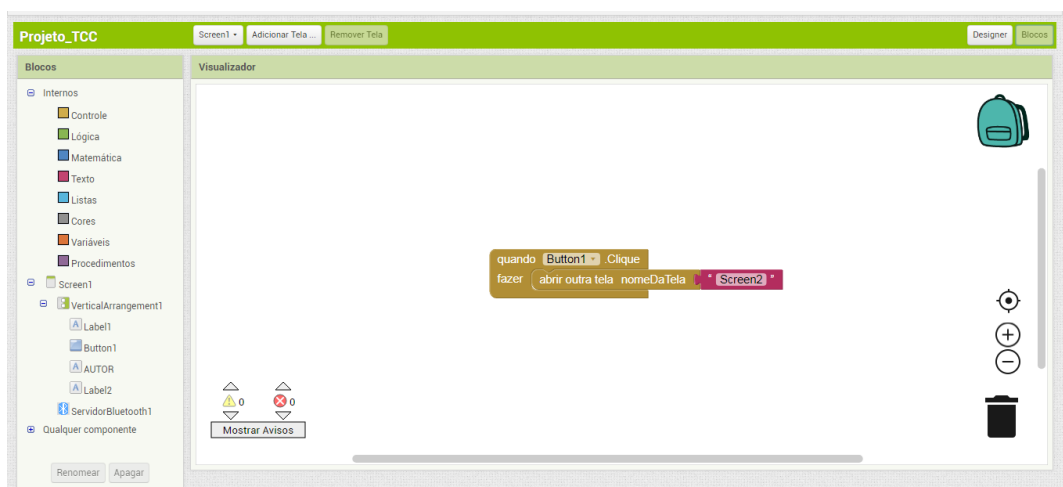 Projeto_TCC
Screen1
Adicionar Tela ...
Remover Tela
Designer
Blocos
Blocos
Visualizador
Internos
Controle
Lógica
Matemática
Texto
Listas
Cores
Variáveis
Procedimentos
Screen1
VerticalArrangement1
A Label1
Button1
A AUTOR
A Label2
ServidorBluetooth1
Qualquer componente
Renomear
Apagar
quando Button1 .Clique
fazer abrir outra tela nomeDaTela " Screen2 "
0
0
Mostrar Avisos